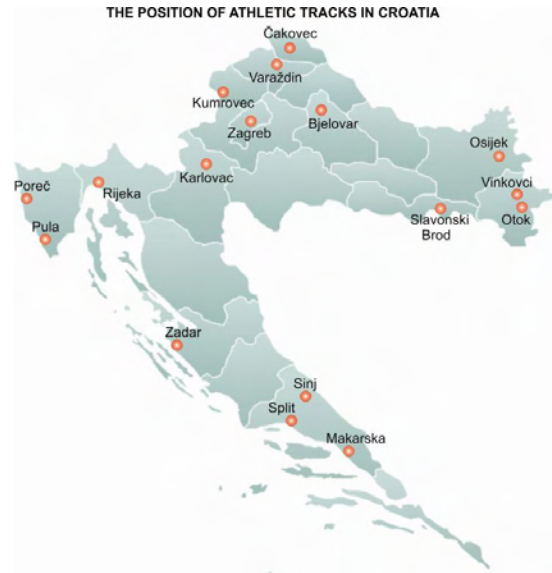 THE POSITION OF ATHLETIC TRACKS IN CROATIA
Čakovec
Varaždin
Kumrovec
Zagreb
Bjelovar
Osijek
Karlovac
Vinkovci
Poreč
Rijeka
Slavonski
Brod
Otok
Pula
Zadar
Sinj
Split
Makarska